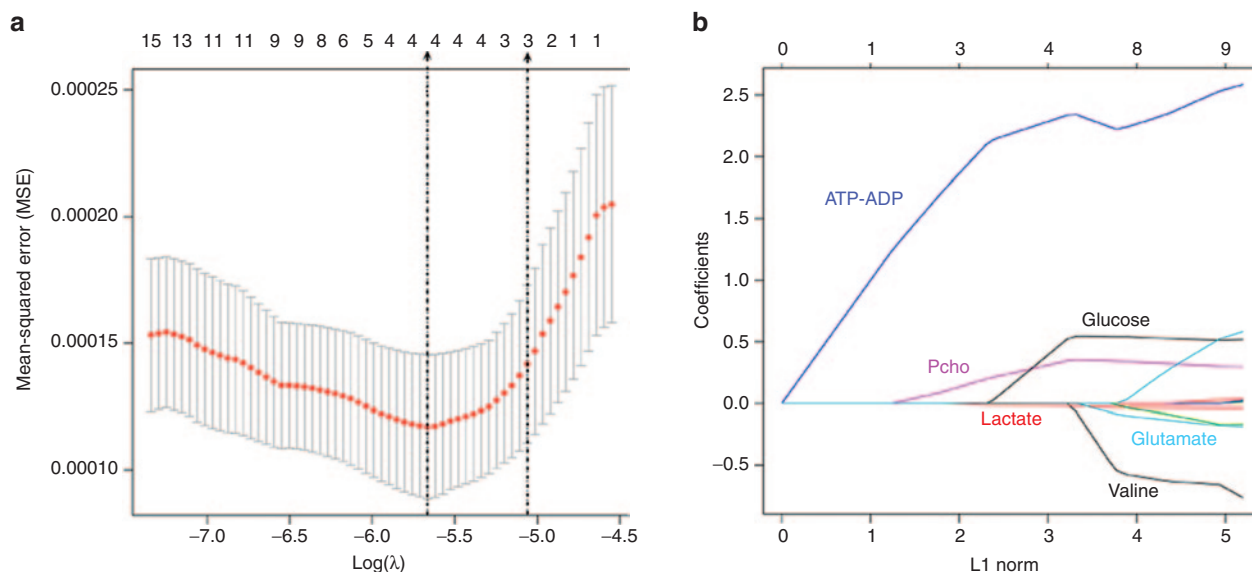 a
15 13 11 11 9 9 8 6 5 4 4 4 4 4 3 3 2 1 1
0.00025
0.00020
0.00015
0.00010
Mean-squared error (MSE)
−7.0 −6.5 −6.0 −5.5 −5.0 −4.5
Log(λ)
b
0 1 3 4 8 9
2.5
2.0
1.5
1.0
0.5
0.0
−0.5
Coefficients
ATP-ADP
Glucose
Pcho
Lactate
Glutamate
Valine
0 1 2 3 4 5
L1 norm